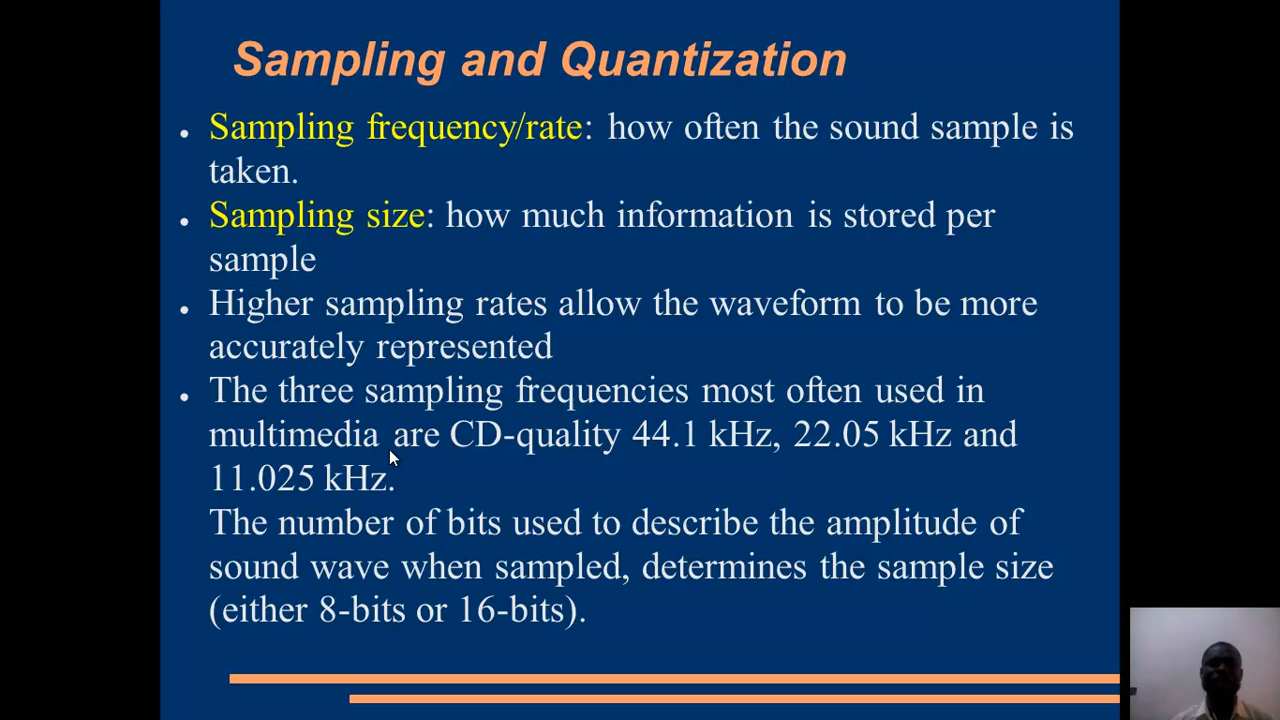 Sampling and Quantization
● Sampling frequency/rate: how often the sound sample is
taken.
● Sampling size: how much information is stored per
sample
● Higher sampling rates allow the waveform to be more
accurately represented
● The three sampling frequencies most often used in
multimedia are CD-quality 44.1 kHz, 22.05 kHz and
11.025 kHz.
The number of bits used to describe the amplitude of
sound wave when sampled, determines the sample size
(either 8-bits or 16-bits).